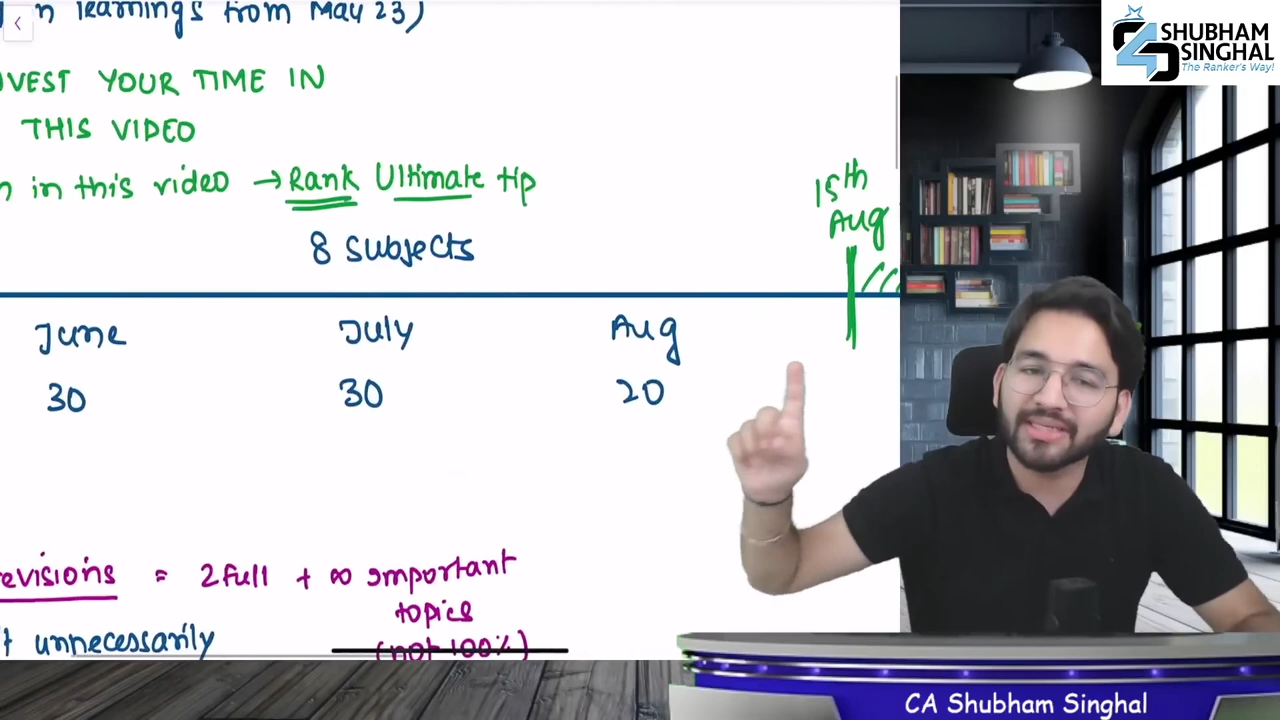 n learnings from May 23)
VEST YOUR TIME IN
THIS VIDEO
in this video → Rank Ultimate tip
15th
Aug
8 Subjects
June July Aug
30 30 20
evisions = 2 full + ∞ important
topics
(not 100%)
unnecessarily
SHUBHAM
SINGHAL
The Ranker's Way!
CA Shubham Singhal